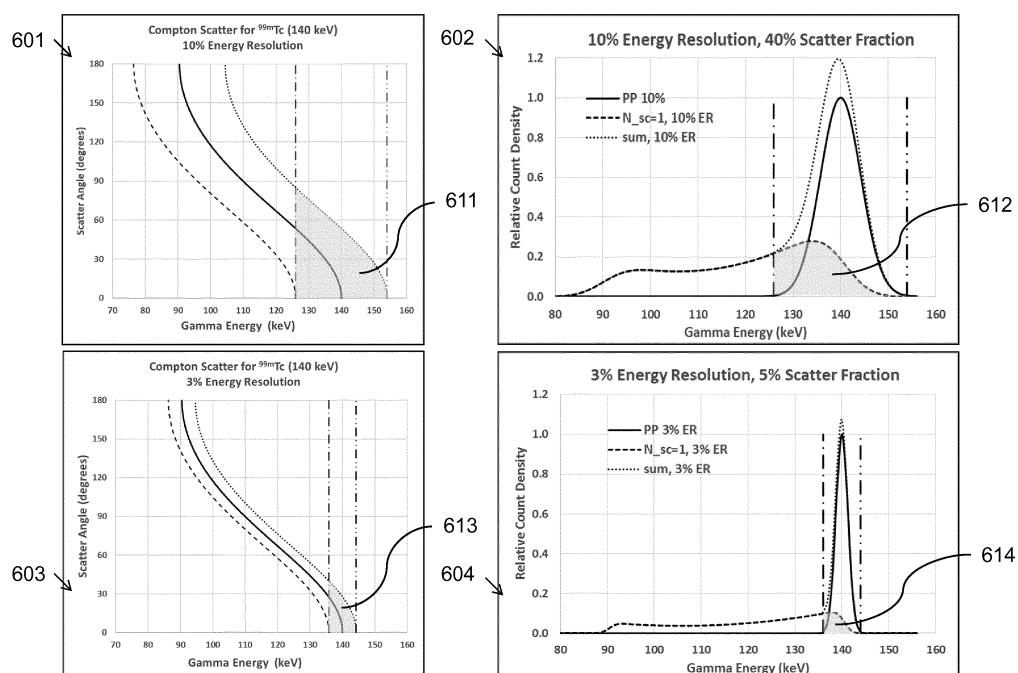 601
Compton Scatter for 99mTc (140 keV)
10% Energy Resolution
Scatter Angle (degrees)
180
150
120
90
60
30
0
70 80 90 100 110 120 130 140 150 160
Gamma Energy (keV)
611
602
10% Energy Resolution, 40% Scatter Fraction
Relative Count Density
1.2
1.0
0.8
0.6
0.4
0.2
0.0
PP 10%
N_sc=1, 10% ER
sum, 10% ER
80 90 100 110 120 130 140 150 160
Gamma Energy (keV)
612
603
Compton Scatter for 99mTc (140 keV)
3% Energy Resolution
Scatter Angle (degrees)
180
150
120
90
60
30
0
70 80 90 100 110 120 130 140 150 160
Gamma Energy (keV)
613
604
3% Energy Resolution, 5% Scatter Fraction
Relative Count Density
1.2
1.0
0.8
0.6
0.4
0.2
0.0
PP 3% ER
N_sc=1, 3% ER
sum, 3% ER
80 90 100 110 120 130 140 150 160
Gamma Energy (keV)
614